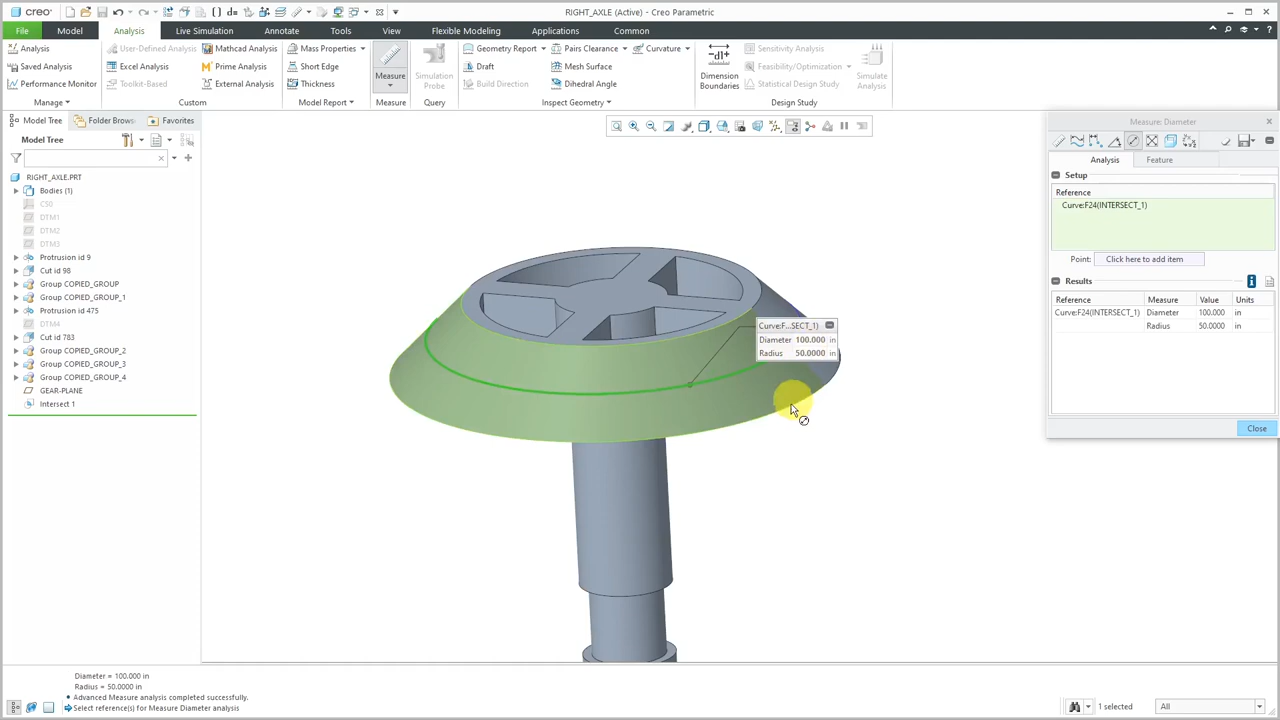 creo
RIGHT_AXLE (Active) - Creo Parametric
File
Model
Analysis
Live Simulation
Annotate
Tools
View
Flexible Modeling
Applications
Common
Analysis
Saved Analysis
Performance Monitor
Manage
User-Defined Analysis
Excel Analysis
Toolkit-Based
Mathcad Analysis
Prime Analysis
External Analysis
Custom
Mass Properties
Short Edge
Thickness
Model Report
Measure
Measure
Simulation
Probe
Query
Geometry Report
Draft
Build Direction
Pairs Clearance
Mesh Surface
Dihedral Angle
Curvature
Inspect Geometry
Dimension
Boundaries
Sensitivity Analysis
Feasibility/Optimization
Statistical Design Study
Simulate
Analysis
Design Study
Model Tree
Folder Brows
Favorites
Model Tree
RIGHT_AXLE.PRT
Bodies (1)
CS0
DTM1
DTM2
DTM3
Protrusion id 9
Cut id 98
Group COPIED_GROUP
Group COPIED_GROUP_1
Protrusion id 475
DTM4
Cut id 783
Group COPIED_GROUP_2
Group COPIED_GROUP_3
Group COPIED_GROUP_4
GEAR-PLANE
Intersect 1
Curve:F...SECT_1)
Diameter 100.000 in
Radius 50.0000 in
Measure: Diameter
Analysis
Feature
Setup
Reference
Curve:F24(INTERSECT_1)
Point: Click here to add item
Results
Reference Measure Value Units
Curve:F24(INTERSECT_1) Diameter 100.000 in
Radius 50.0000 in
Close
Diameter = 100.000 in
Radius = 50.0000 in
Advanced Measure analysis completed successfully.
Select reference(s) for Measure Diameter analysis
1 selected
All